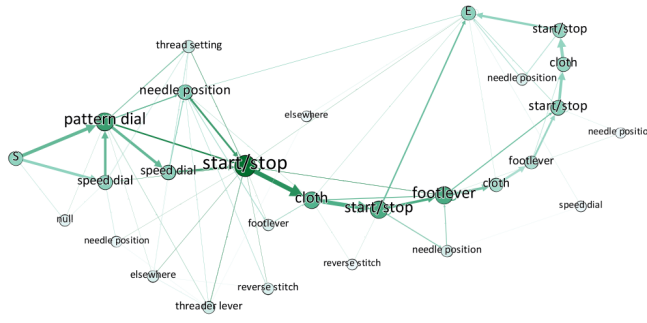 E
start/stop
thread setting
cloth
needle position
needle position
start/stop
elsewhere
pattern dial
needle position
start/stop
S
footlever
speed dial
speed dial
cloth
footlever
cloth
start/stop
speed dial
null
footlever
needle position
needle position
reverse stitch
elsewhere
reverse stitch
threader lever